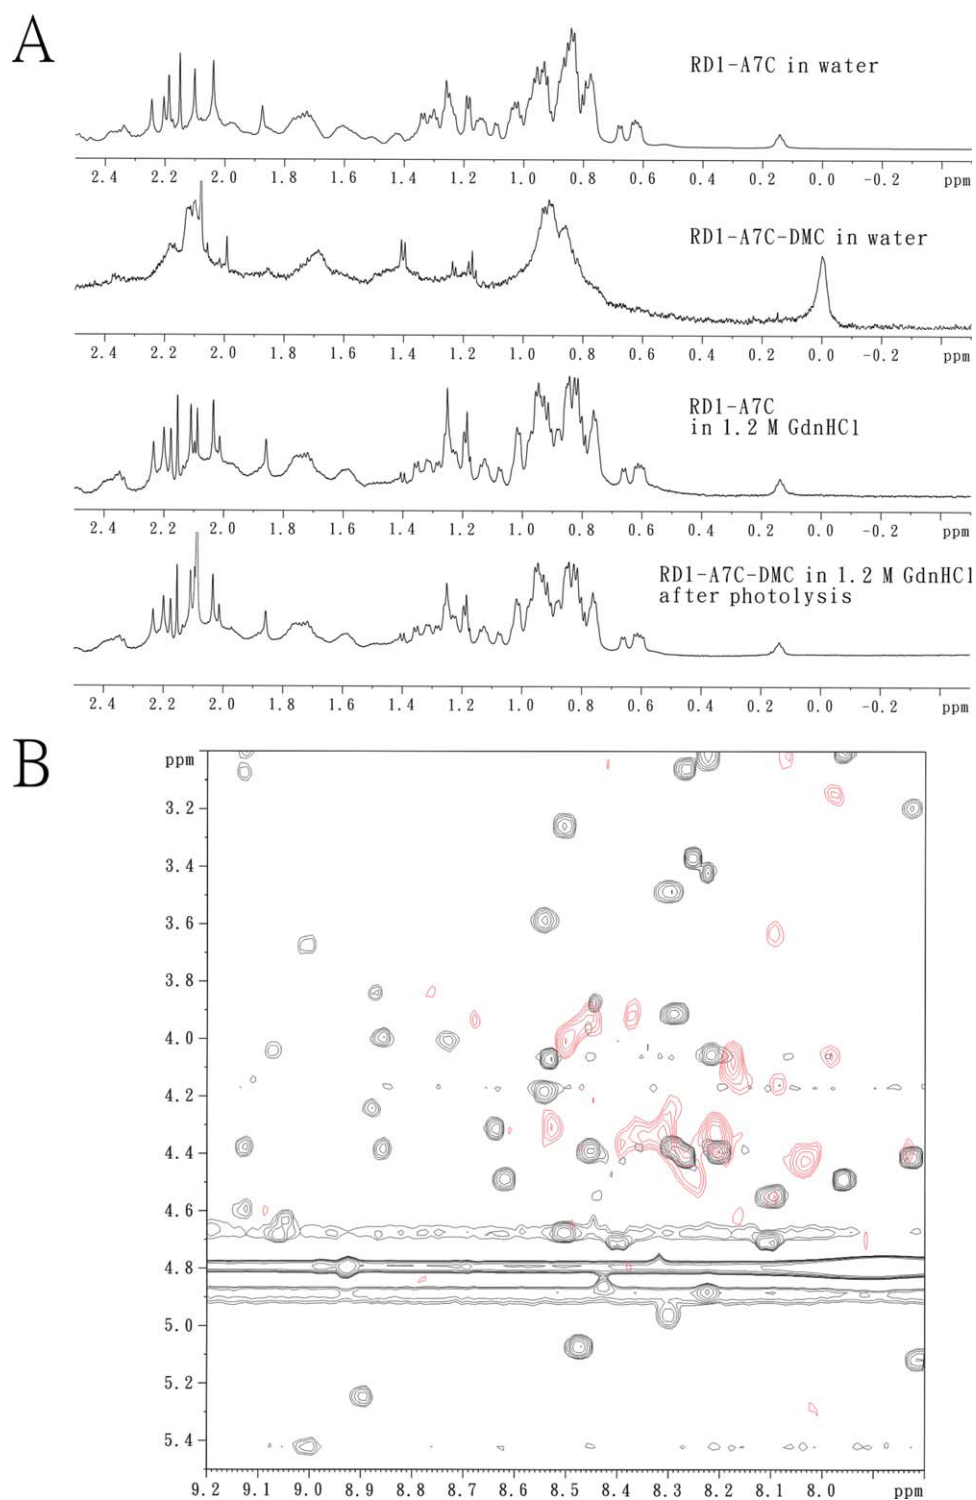 A
RD1-A7C in water
2.4 2.2 2.0 1.8 1.6 1.4 1.2 1.0 0.8 0.6 0.4 0.2 0.0 -0.2 ppm
RD1-A7C-DMC in water
2.4 2.2 2.0 1.8 1.6 1.4 1.2 1.0 0.8 0.6 0.4 0.2 0.0 -0.2 ppm
RD1-A7C
in 1.2 M GdnHCl
2.4 2.2 2.0 1.8 1.6 1.4 1.2 1.0 0.8 0.6 0.4 0.2 0.0 -0.2 ppm
RD1-A7C-DMC in 1.2 M GdnHCl
after photolysis
2.4 2.2 2.0 1.8 1.6 1.4 1.2 1.0 0.8 0.6 0.4 0.2 0.0 -0.2 ppm
B
ppm
3.2
3.4
3.6
3.8
4.0
4.2
4.4
4.6
4.8
5.0
5.2
5.4
9.2 9.1 9.0 8.9 8.8 8.7 8.6 8.5 8.4 8.3 8.2 8.1 8.0 ppm